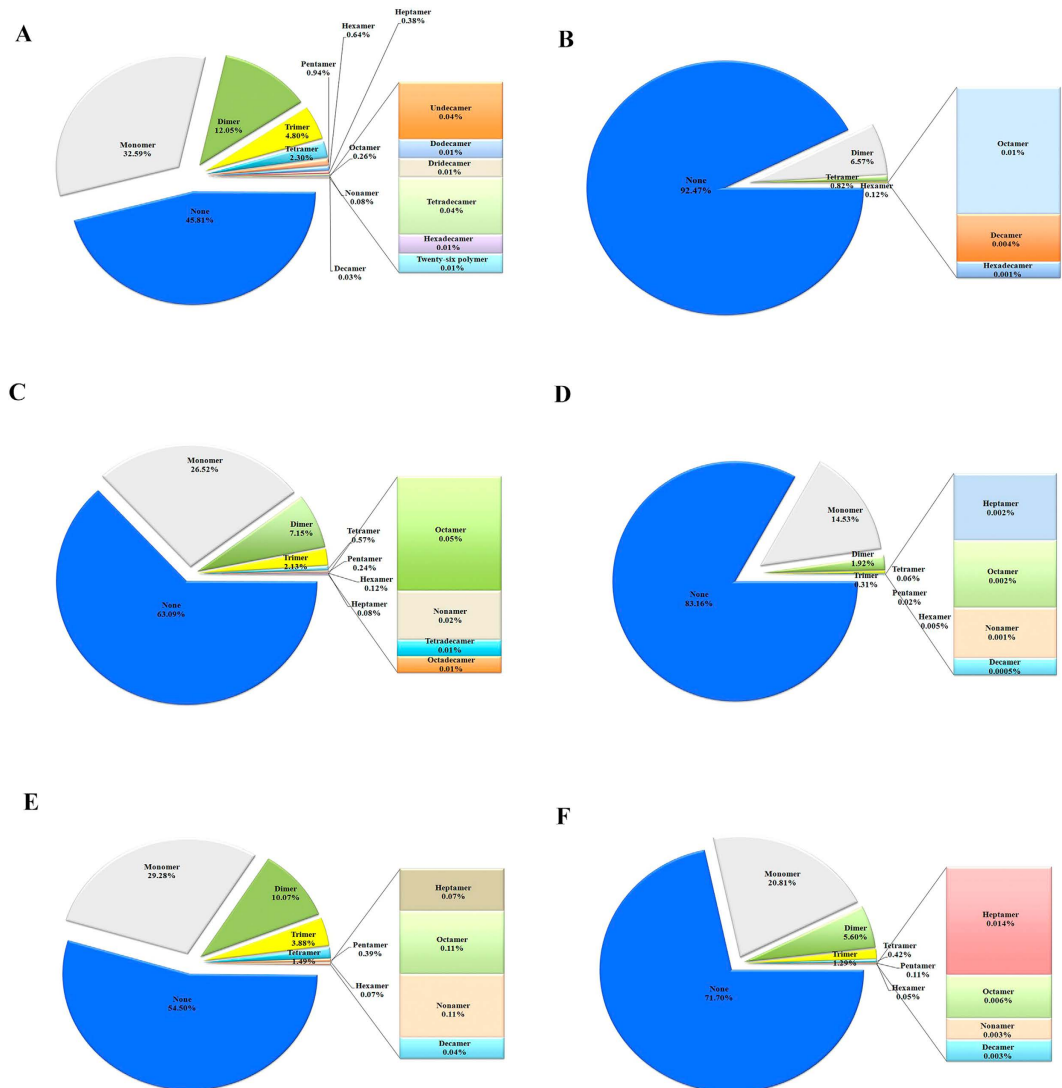 A
Monomer
32.59%
Dimer
12.05%
Trimer
4.80%
Tetramer
2.30%
Pentamer
0.94%
Hexamer
0.64%
Heptamer
0.38%
Octamer
0.26%
Nonamer
0.08%
Decamer
0.03%
None
45.81%
Undecamer
0.04%
Dodecamer
0.01%
Dridecamer
0.01%
Tetradecamer
0.04%
Hexadecamer
0.01%
Twenty-six polymer
0.01%
B
None
92.47%
Dimer
6.57%
Tetramer
0.82%
Hexamer
0.12%
Octamer
0.01%
Decamer
0.004%
Hexadecamer
0.001%
C
Monomer
26.52%
Dimer
7.15%
Trimer
2.13%
Tetramer
0.57%
Pentamer
0.24%
Hexamer
0.12%
Heptamer
0.08%
None
63.09%
Octamer
0.05%
Nonamer
0.02%
Tetradecamer
0.01%
Octadecamer
0.01%
D
Monomer
14.53%
Dimer
1.92%
Trimer
0.31%
Tetramer
0.06%
Pentamer
0.02%
Hexamer
0.005%
None
83.16%
Heptamer
0.002%
Octamer
0.002%
Nonamer
0.001%
Decamer
0.0005%
E
Monomer
29.28%
Dimer
10.07%
Trimer
3.88%
Tetramer
1.49%
Pentamer
0.39%
Hexamer
0.07%
None
54.50%
Heptamer
0.07%
Octamer
0.11%
Nonamer
0.11%
Decamer
0.04%
F
Monomer
20.81%
Dimer
5.60%
Trimer
1.29%
Tetramer
0.42%
Pentamer
0.11%
Hexamer
0.05%
None
71.70%
Heptamer
0.014%
Octamer
0.006%
Nonamer
0.003%
Decamer
0.003%